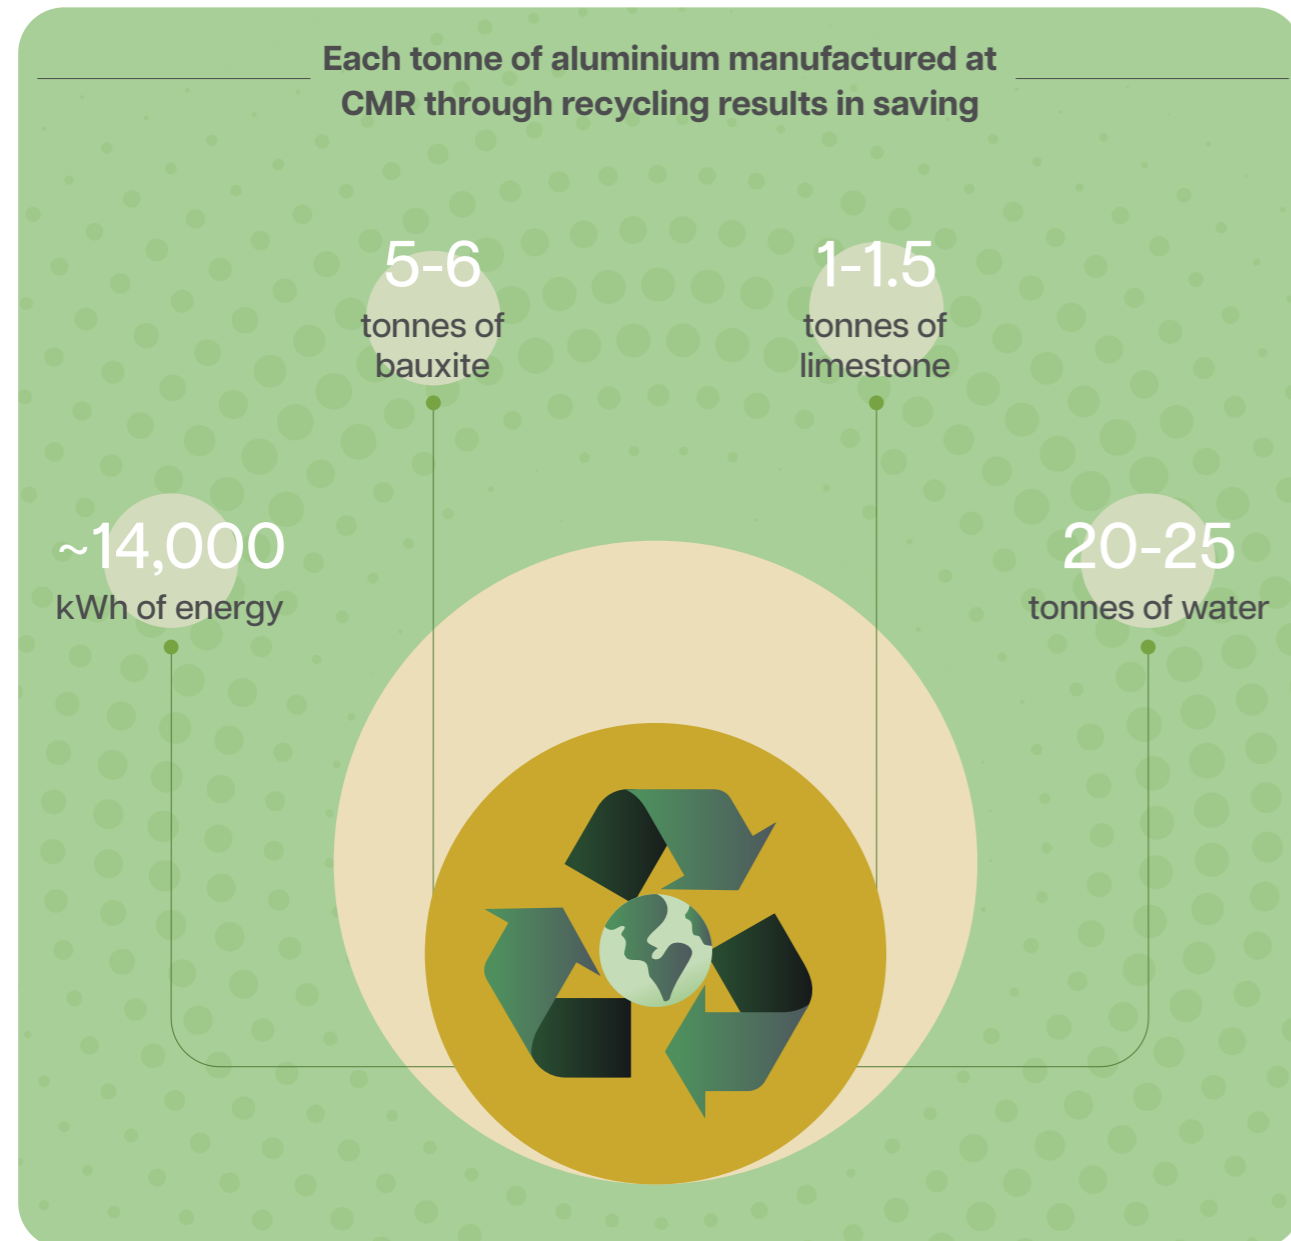 Each tonne of aluminium manufactured at
CMR through recycling results in saving
5-6
tonnes of
bauxite
1-1.5
tonnes of
limestone
~14,000
kWh of energy
20-25
tonnes of water